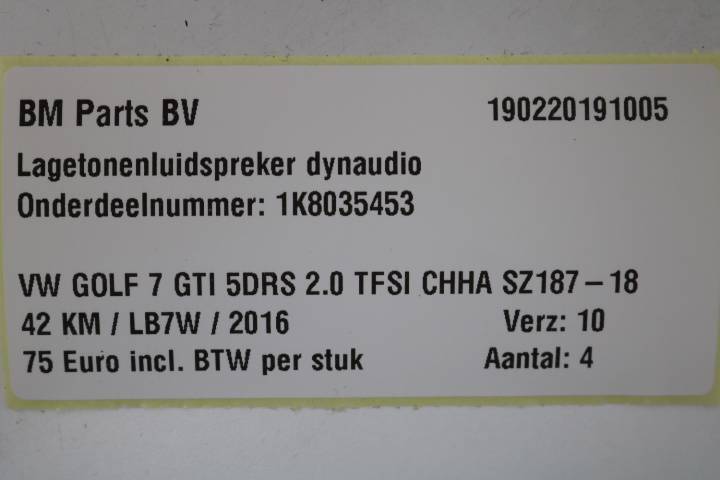 BM Parts BV 190220191005
Lagetonenluidspreker dynaudio
Onderdeelnummer: 1K8035453
VW GOLF 7 GTI 5DRS 2.0 TFSI CHHA SZ187-18
42 KM / LB7W / 2016 Verz: 10
75 Euro incl. BTW per stuk Aantal: 4